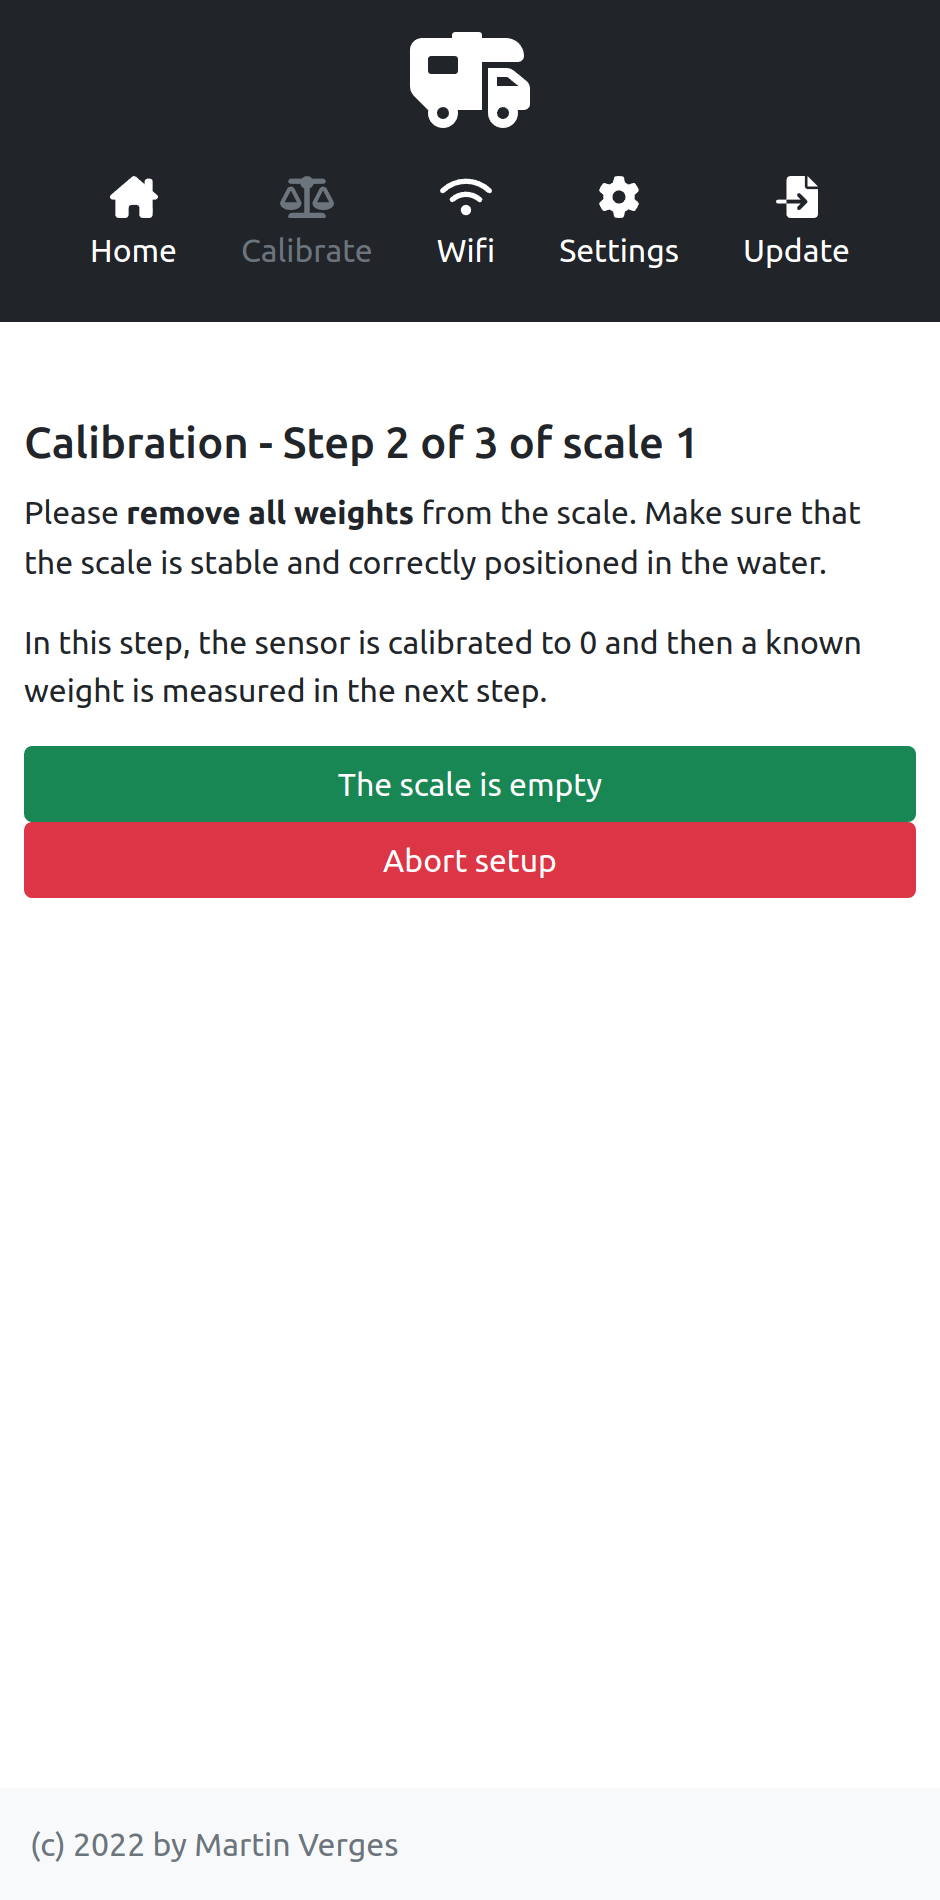 Home
Calibrate
Wifi
Settings
Update
Calibration - Step 2 of 3 of scale 1
Please remove all weights from the scale. Make sure that
the scale is stable and correctly positioned in the water.
In this step, the sensor is calibrated to 0 and then a known
weight is measured in the next step.
The scale is empty
Abort setup
(c) 2022 by Martin Verges